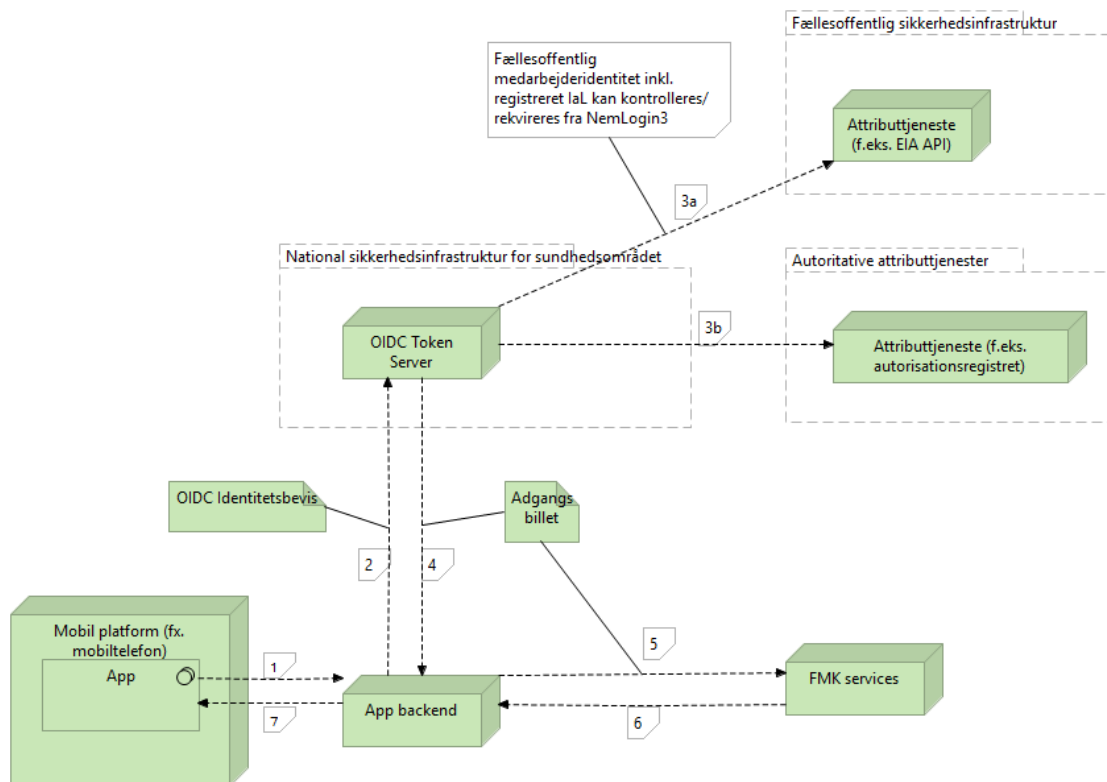 Fællesoffentlig sikkerhedsinfrastruktur
Fællesoffentlig
medarbejderidentitet inkl.
registreret IaL kan kontrolleres/
rekvireres fra NemLogin3
Attributtjeneste
(f.eks. EIA API)
3a
National sikkerhedsinfrastruktur for sundhedsområdet
Autoritative attributtjenester
OIDC Token
Server
3b
Attributtjeneste (f.eks.
autorisationsregistret)
OIDC Identitetsbevis
Adgangs
billet
2
4
Mobil platform (fx.
mobiltelefon)
App
1
5
App backend
FMK services
7
6